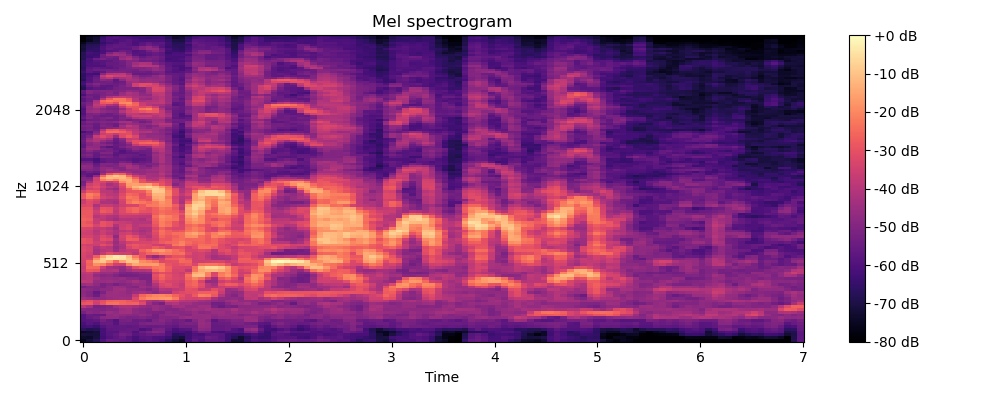 Mel spectrogram
Hz
2048
1024
512
0
0 1 2 3 4 5 6 7
Time
+0 dB
-10 dB
-20 dB
-30 dB
-40 dB
-50 dB
-60 dB
-70 dB
-80 dB